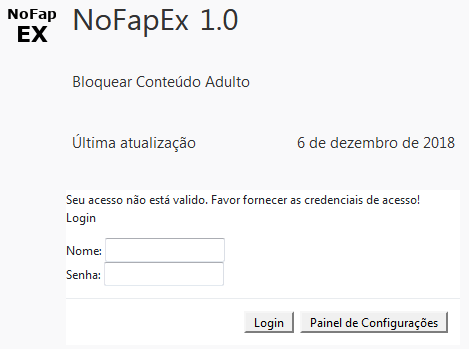 NoFap
EX
NoFapEx 1.0
Bloquear Conteúdo Adulto
Última atualização 6 de dezembro de 2018
Seu acesso não está valido. Favor fornecer as credenciais de acesso!
Login
Nome:
Senha:
Login Painel de Configurações